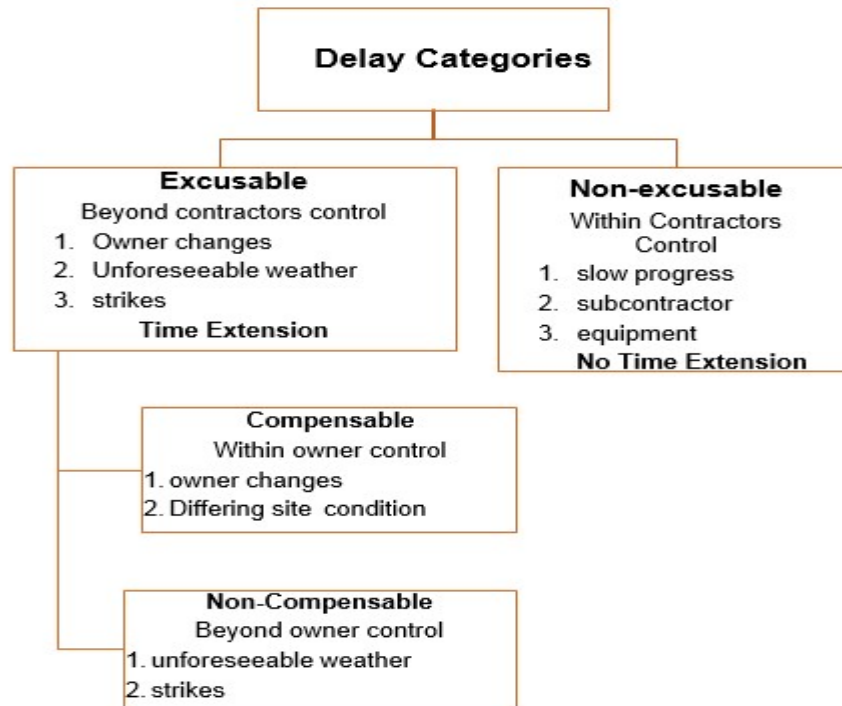 Delay Categories
Excusable
Beyond contractors control
1. Owner changes
2. Unforeseeable weather
3. strikes
Time Extension
Non-excusable
Within Contractors
Control
1. slow progress
2. subcontractor
3. equipment
No Time Extension
Compensable
Within owner control
1. owner changes
2. Differing site condition
Non-Compensable
Beyond owner control
1. unforeseeable weather
2. strikes